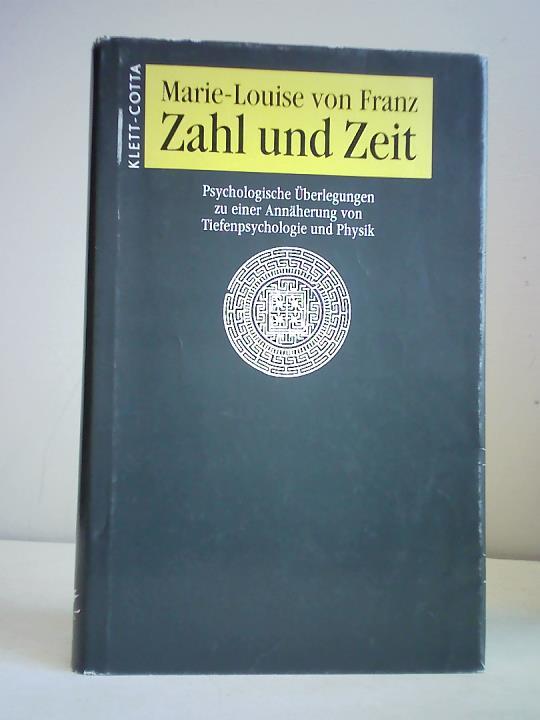 KLETT-COTTA
Marie-Louise von Franz
Zahl und Zeit
Psychologische Überlegungen
zu einer Annäherung von
Tiefenpsychologie und Physik